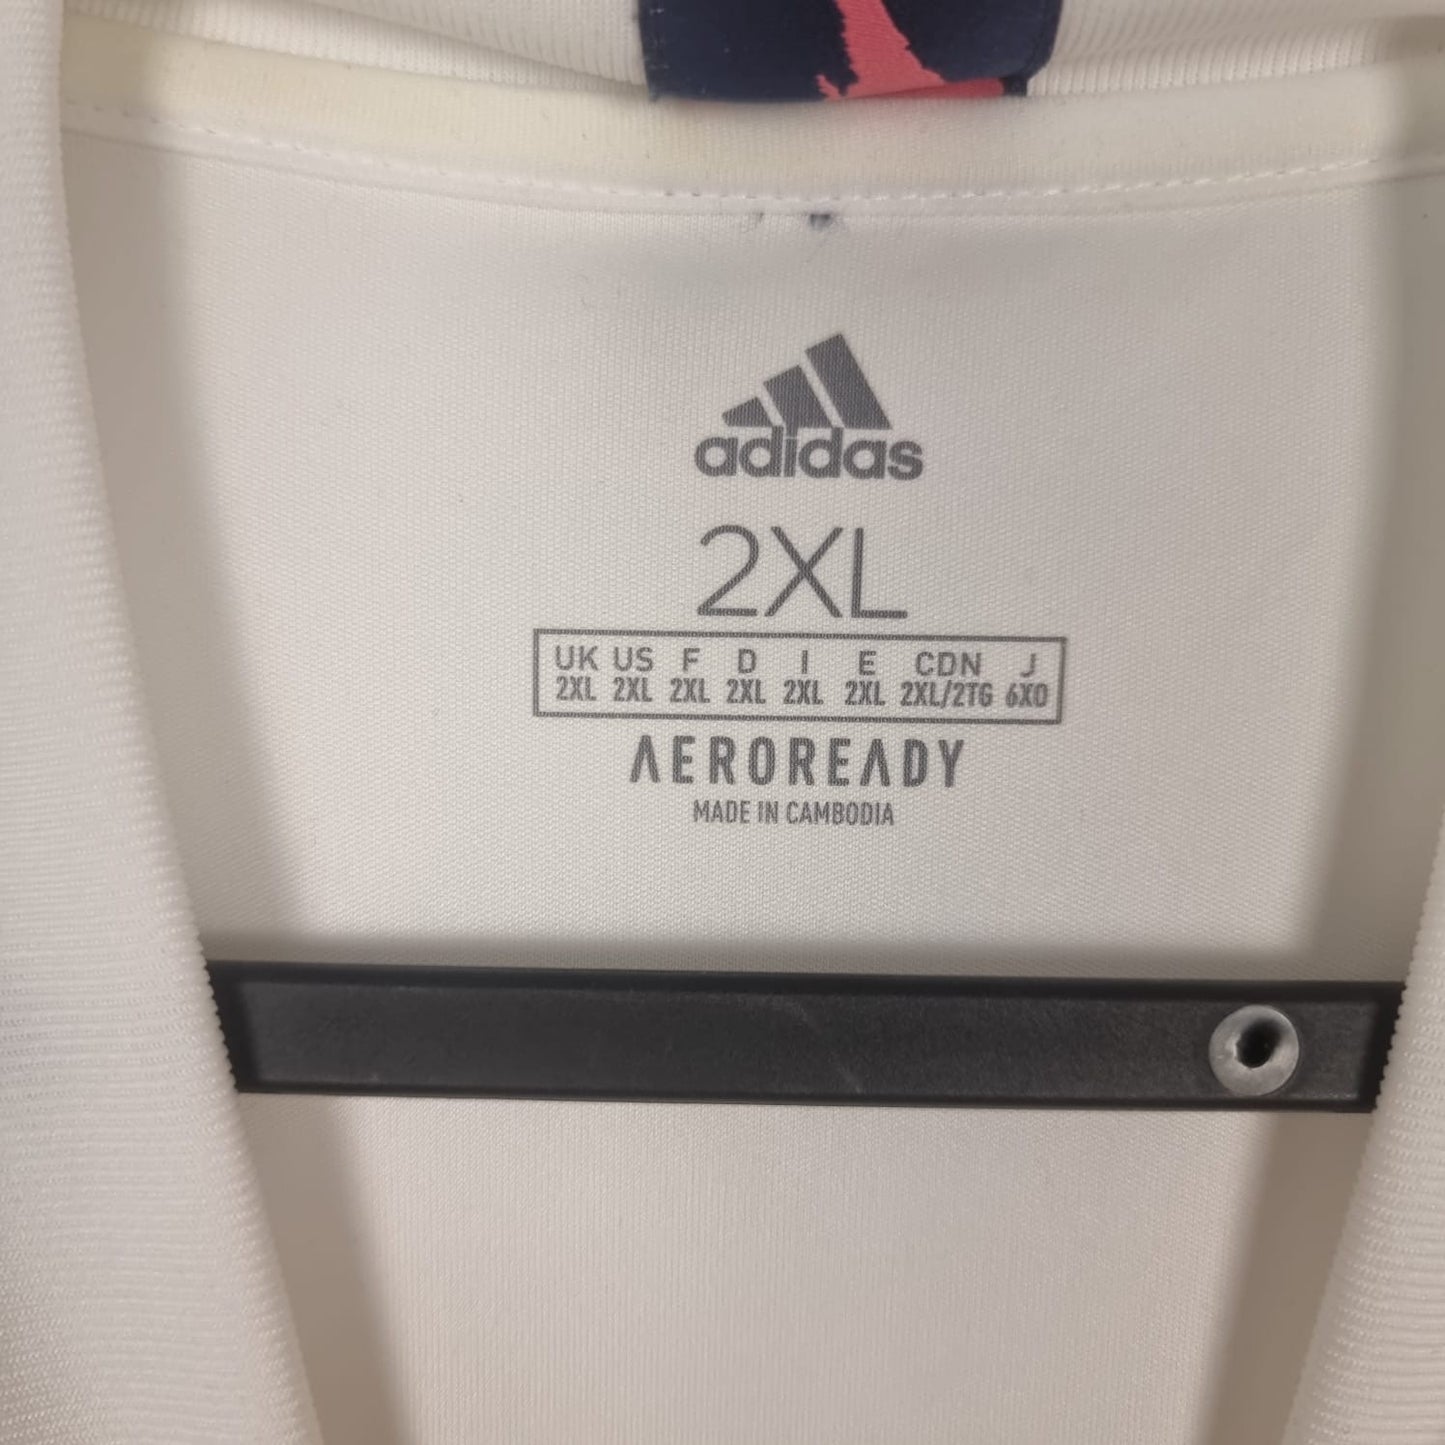 adidas
2XL
UK US F D I E CDN J
2XL 2XL 2XL 2XL 2XL 2XL 2XL/2TG 6XO
AEROREADY
MADE IN CAMBODIA